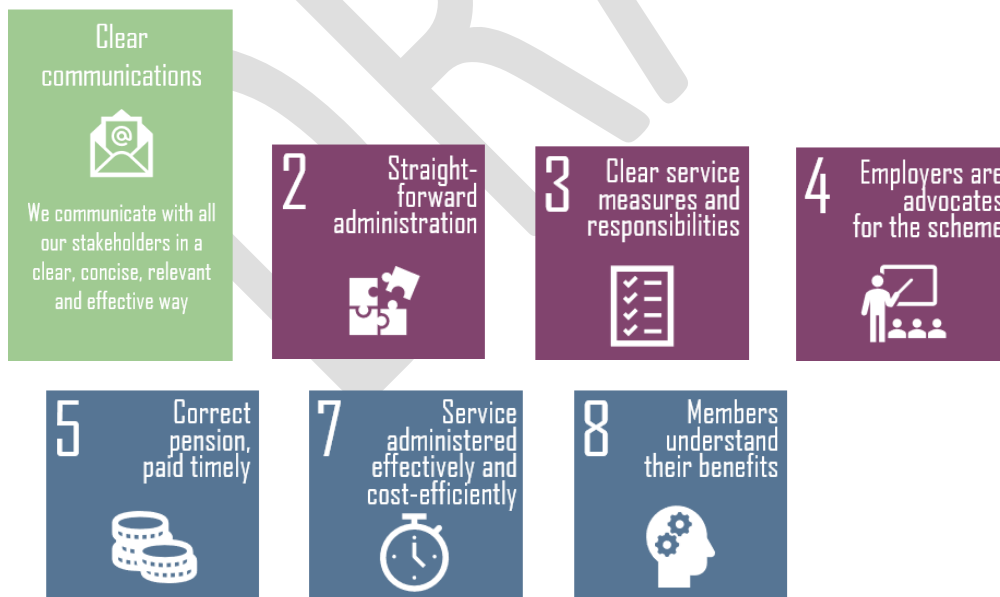 Clear
communications
@
We communicate with all
our stakeholders in a
clear, concise, relevant
and effective way
2
Straight-
forward
administration
3
Clear service
measures and
responsibilities
4
Employers are
advocates
for the scheme
5
Correct
pension,
paid timely
7
Service
administered
effectively and
cost-efficiently
8
Members
understand
their benefits